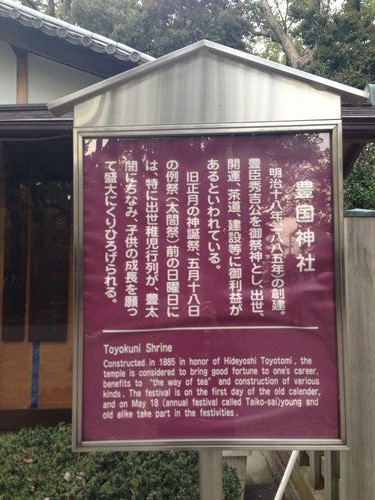 豊国神社
明治十八年(一八八五年)の創建。
豊臣秀吉公を御祭神とし、出世、
開運、茶道、建設等に御利益が
あるといわれている。
旧正月の神誕祭、五月十八日
の例祭(太閤祭)前の日曜日に
は、特に出世稚児行列が、豊太
閤にちなみ、子供の成長を願っ
て盛大にくりひろげられる。
Toyokuni Shrine
Constructed in 1885 in honor of Hideyoshi Toyotomi, the
temple is considered to bring good fortune to one's career,
benefits to "the way of tea" and construction of various
kinds. The festival is on the first day of the old calender,
and on May 18 (annual festival called Taiko-sai)young and
old alike take part in the festivities.